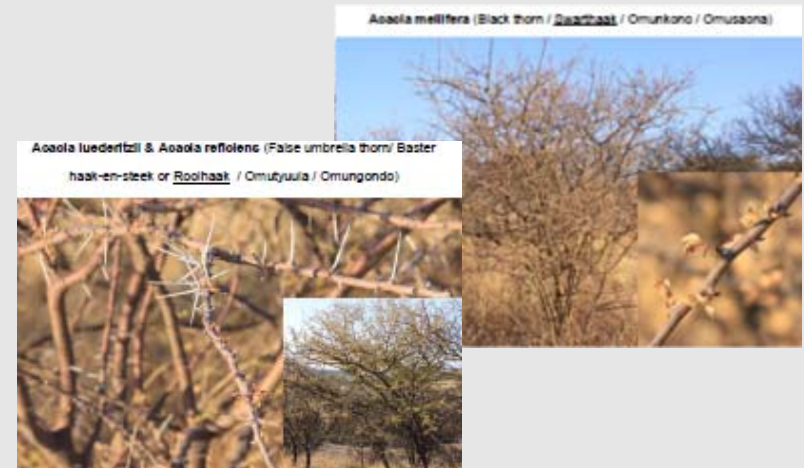 Acacia mellifera (Black thorn / Swarthaak / Omunkono / Omusaona)
Acacia luederitzii & Acacia reficiens (False umbrella thorn/ Baster
haak-en-steek or Rooihaak / Omutyuula / Omungondo)